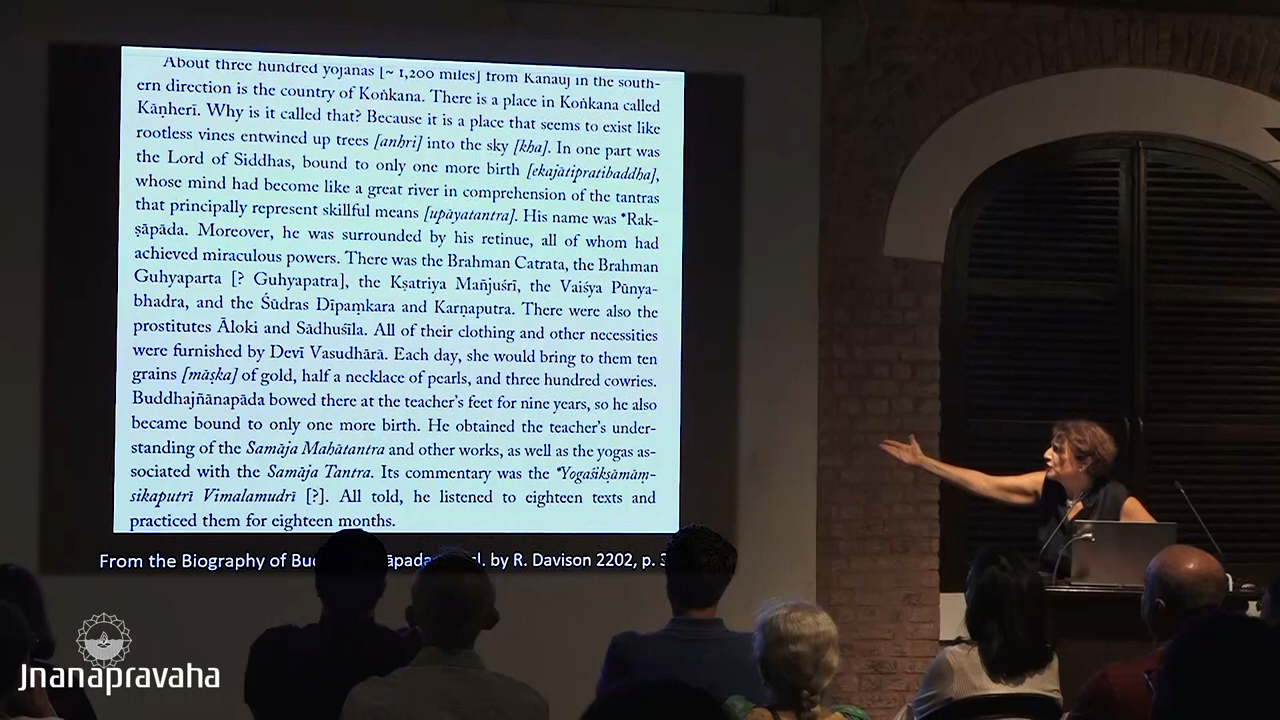 About three hundred yojanas [~ 1,200 miles] from Kanauj in the south-
ern direction is the country of Koṅkana. There is a place in Koṅkana called
Kāṇherī. Why is it called that? Because it is a place that seems to exist like
rootless vines entwined up trees [anhri] into the sky [kha]. In one part was
the Lord of Siddhas, bound to only one more birth [ekajātipratibaddha],
whose mind had become like a great river in comprehension of the tantras
that principally represent skillful means [upāyatantra]. His name was *Rak-
ṣāpāda. Moreover, he was surrounded by his retinue, all of whom had
achieved miraculous powers. There was the Brahman Catrata, the Brahman
Guhyaparta [? Guhyapatra], the Kṣatriya Mañjuśrī, the Vaiśya Pūnya-
bhadra, and the Śūdras Dīpaṃkara and Karṇaputra. There were also the
prostitutes Āloki and Sādhuśīla. All of their clothing and other necessities
were furnished by Devī Vasudhārā. Each day, she would bring to them ten
grains [māṣka] of gold, half a necklace of pearls, and three hundred cowries.
Buddhajñānapāda bowed there at the teacher's feet for nine years, so he also
became bound to only one more birth. He obtained the teacher's under-
standing of the Samāja Mahātantra and other works, as well as the yogas as-
sociated with the Samāja Tantra. Its commentary was the *Yogaśikṣāmāṃ-
sikaputrī Vimalamudrī [?]. All told, he listened to eighteen texts and
practiced them for eighteen months.
From the Biography of by R. Davison 2202, p.
Jnanapravaha